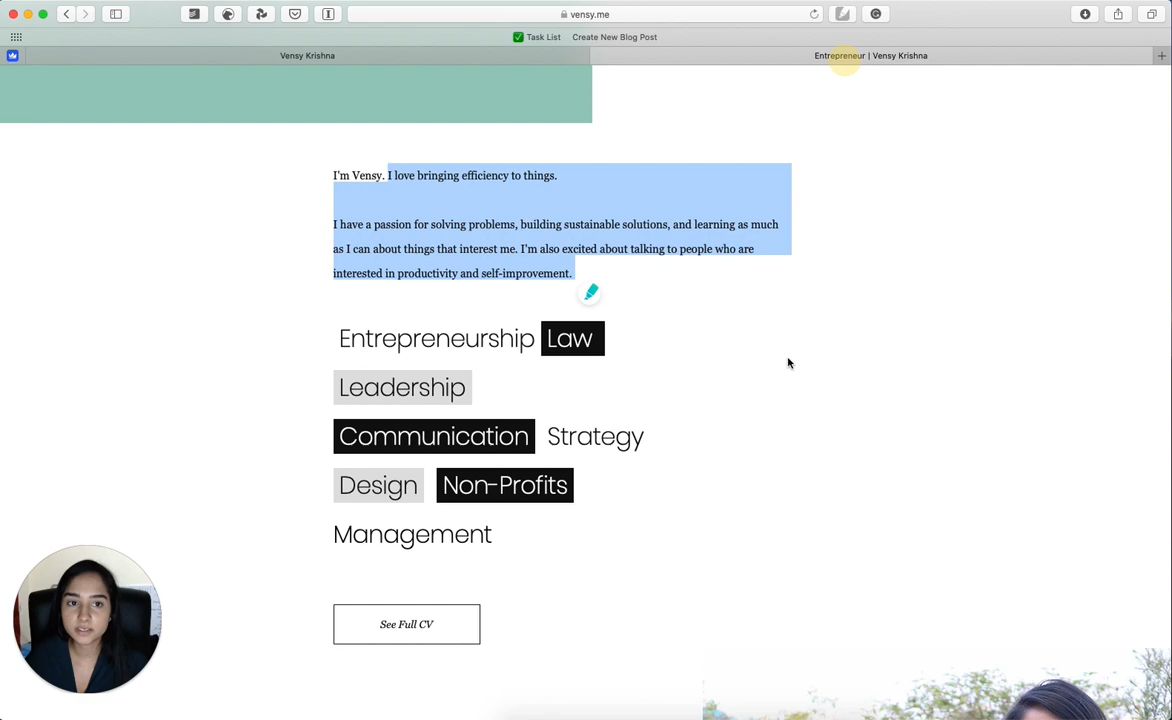 vensy.me
Task List Create New Blog Post
Vensy Krishna Entrepreneur | Vensy Krishna
I'm Vensy. I love bringing efficiency to things.
I have a passion for solving problems, building sustainable solutions, and learning as much
as I can about things that interest me. I'm also excited about talking to people who are
interested in productivity and self-improvement.
Entrepreneurship Law
Leadership
Communication Strategy
Design Non-Profits
Management
See Full CV